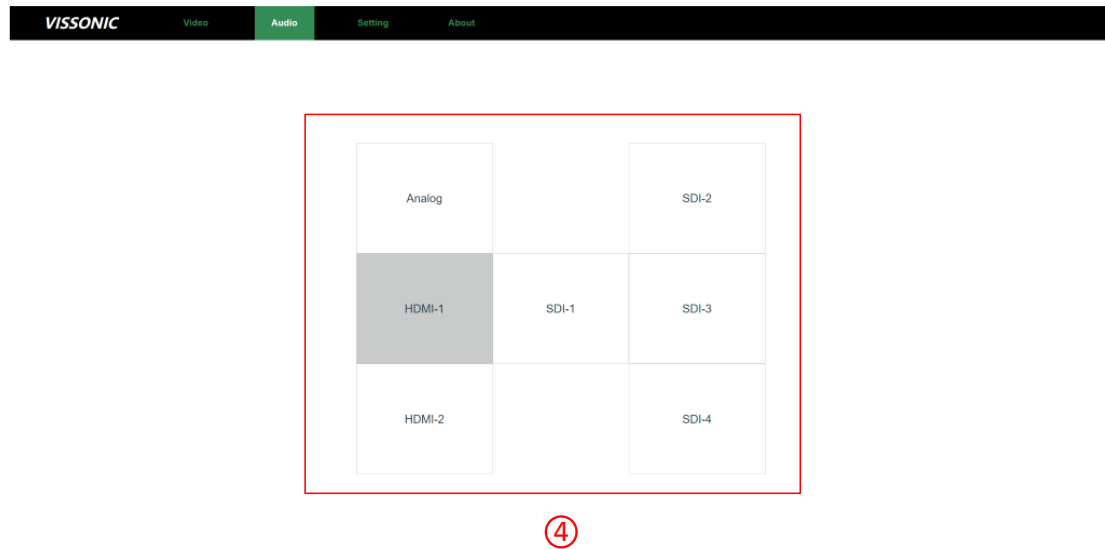 VISSONIC Video Audio Setting About
Analog SDI-2
HDMI-1 SDI-1 SDI-3
HDMI-2 SDI-4
④